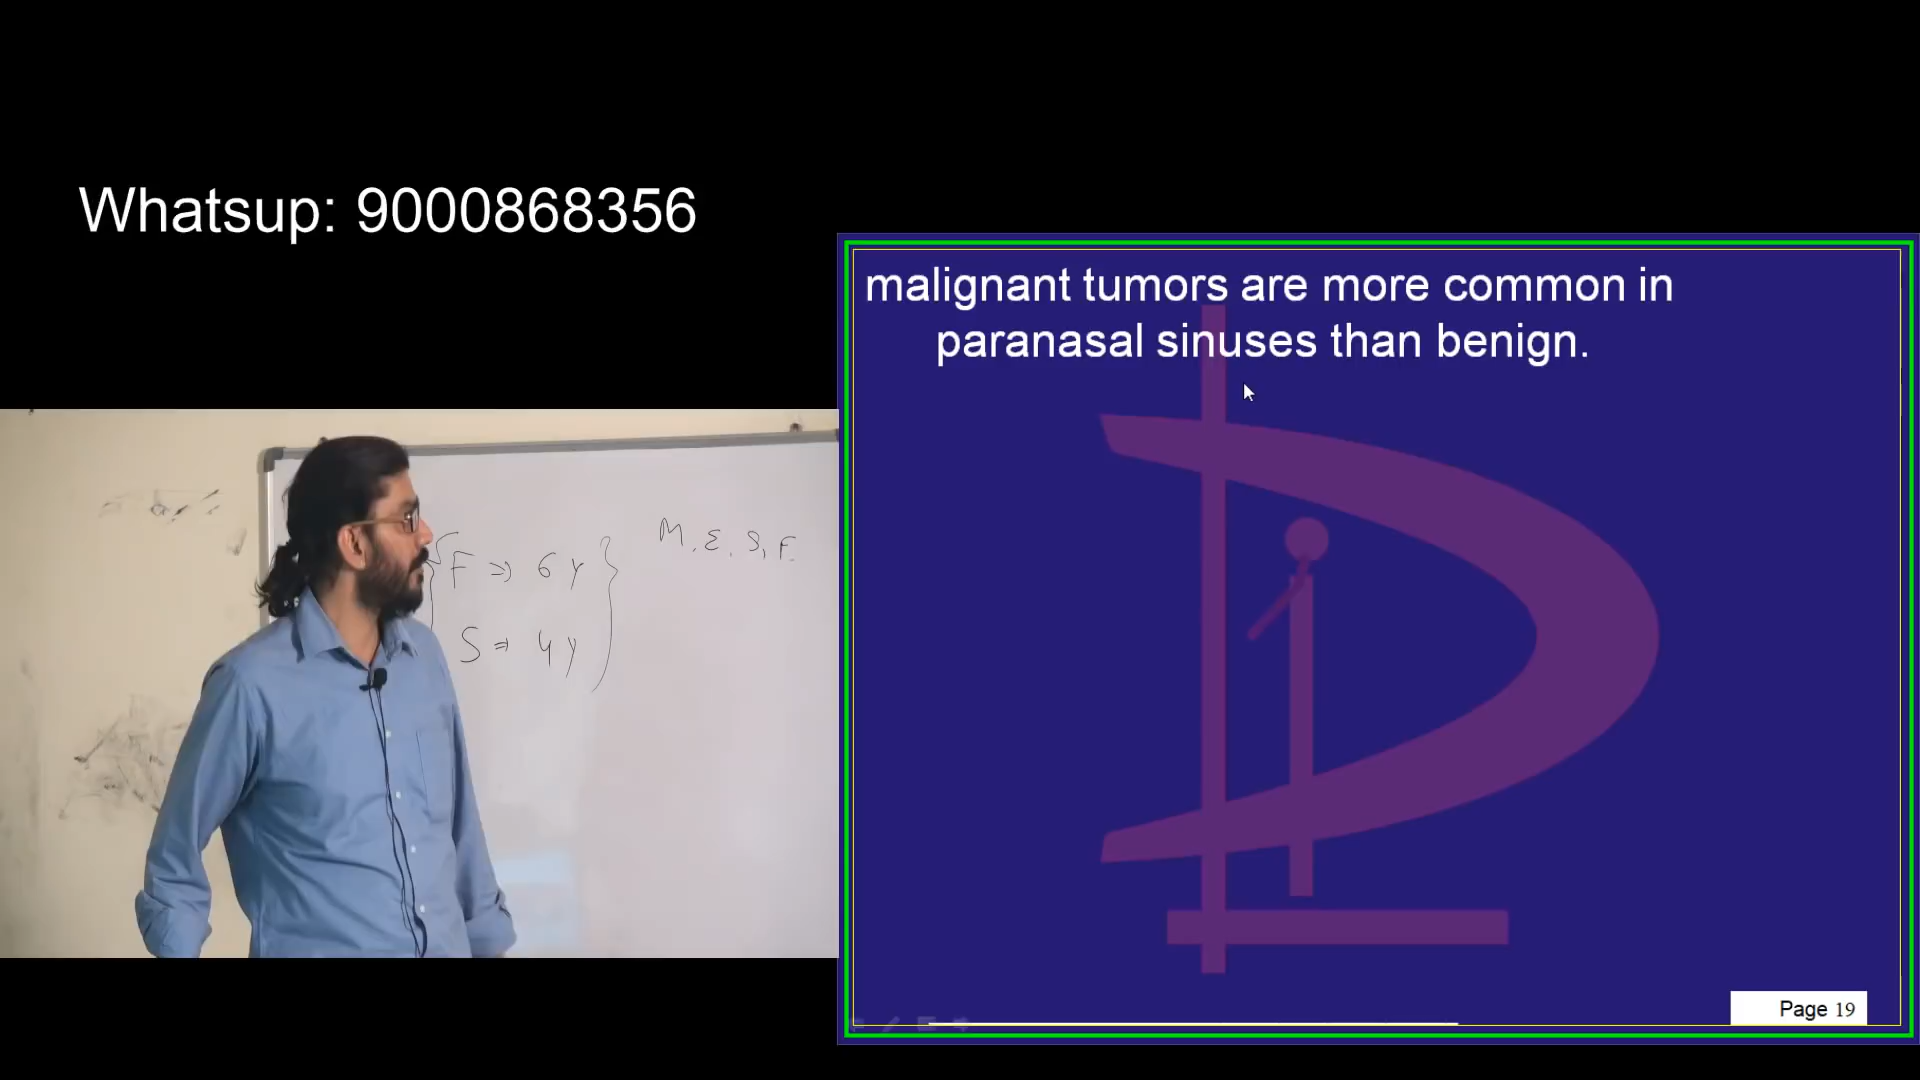 Whatsup: 9000868356
malignant tumors are more common in
paranasal sinuses than benign.
F => 6 y
S => 4 y
M. E. S, F.
Page 19